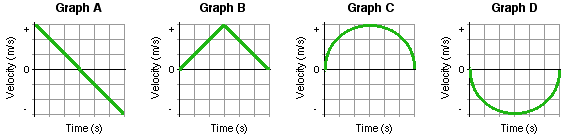 Graph A
Velocity (m/s)
+
0
-
Time (s)
Graph B
Velocity (m/s)
+
0
-
Time (s)
Graph C
Velocity (m/s)
+
0
-
Time (s)
Graph D
Velocity (m/s)
+
0
-
Time (s)